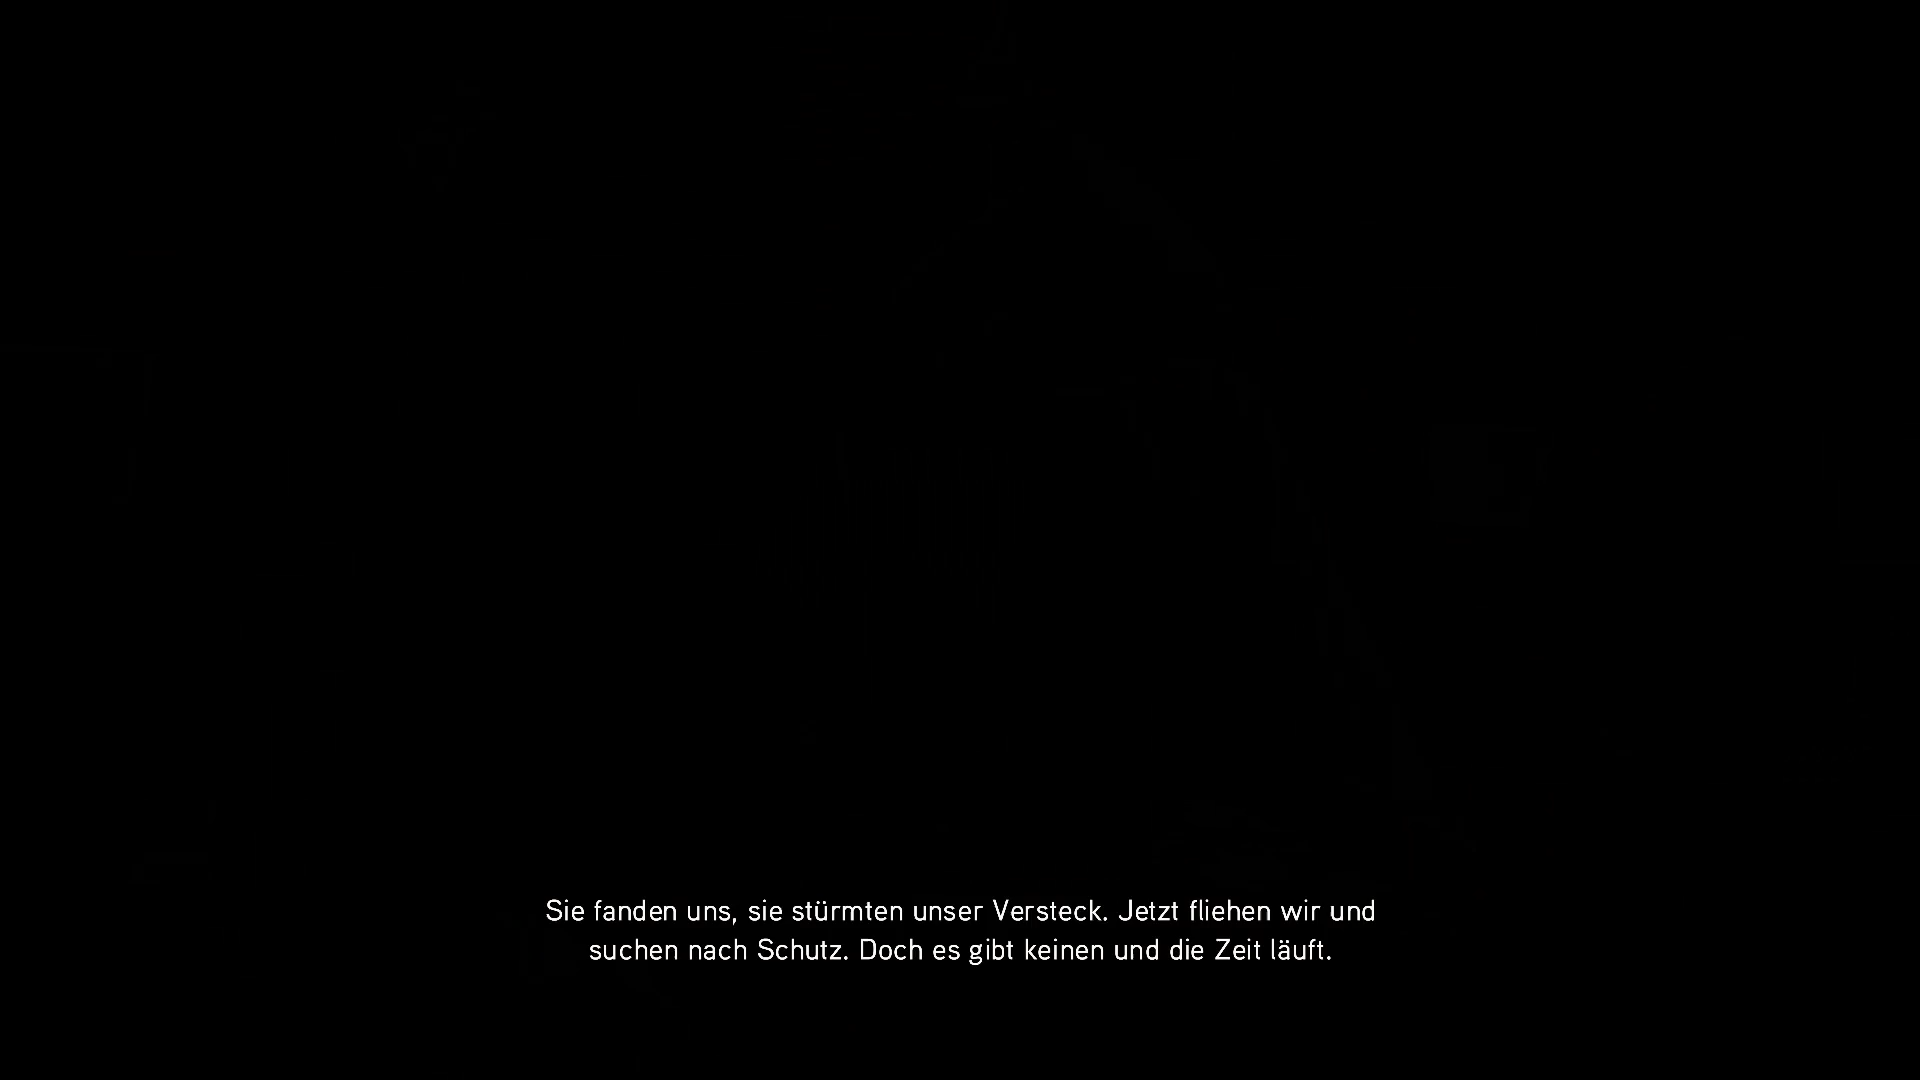 Sie fanden uns, sie stürmten unser Versteck. Jetzt fliehen wir und
suchen nach Schutz. Doch es gibt keinen und die Zeit läuft.